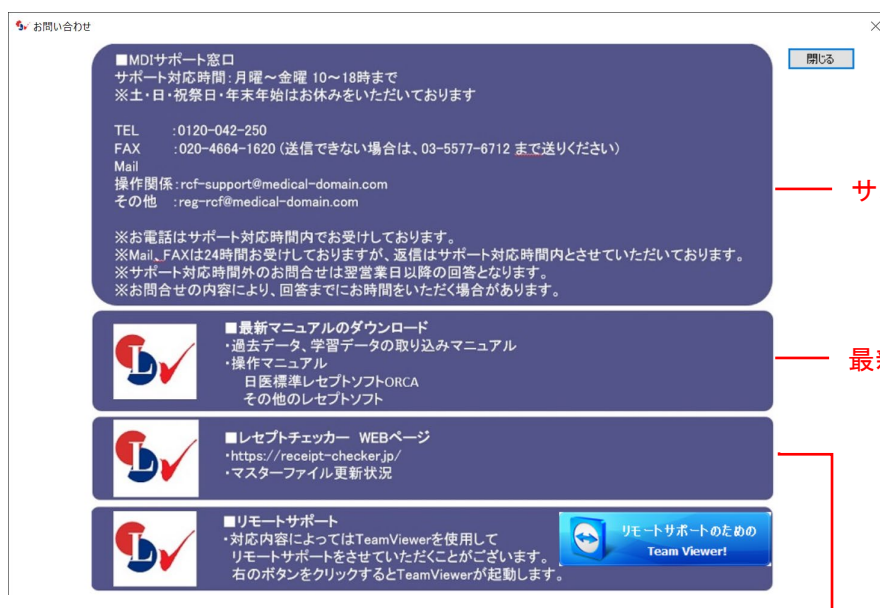 お問い合わせ
閉じる
■MDIサポート窓口
サポート対応時間:月曜～金曜 10～18時まで
※土・日・祝祭日・年末年始はお休みをいただいております
TEL :0120-042-250
FAX :020-4664-1620 (送信できない場合は、03-5577-6712 まで送りください)
Mail
操作関係:rcf-support@medical-domain.com
その他 :reg-rcf@medical-domain.com
※お電話はサポート対応時間内でお受けしております。
※Mail、FAXは24時間お受けしておりますが、返信はサポート対応時間内とさせていただいております。
※サポート対応時間外のお問合せは翌営業日以降の回答となります。
※お問合せの内容により、回答までにお時間をいただく場合があります。
サ
■最新マニュアルのダウンロード
・過去データ、学習データの取り込みマニュアル
・操作マニュアル
日医標準レセプトソフトORCA
その他のレセプトソフト
最新
■レセプトチェッカー WEBページ
・https://receipt-checker.jp/
・マスターファイル更新状況
■リモートサポート
・対応内容によってはTeamViewerを使用して
リモートサポートをさせていただくことがございます。
右のボタンをクリックするとTeamViewerが起動します。
リモートサポートのための
Team Viewer!